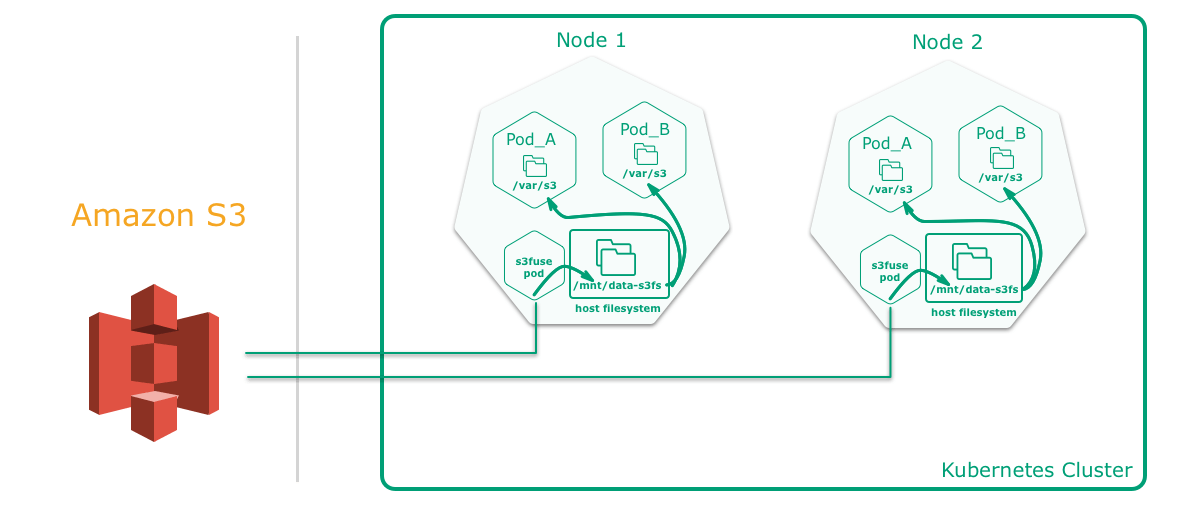 Amazon S3
Node 1
Pod_A
/var/s3
Pod_B
/var/s3
s3fuse
pod
/mnt/data-s3fs
host filesystem
Node 2
Pod_A
/var/s3
Pod_B
/var/s3
s3fuse
pod
/mnt/data-s3fs
host filesystem
Kubernetes Cluster